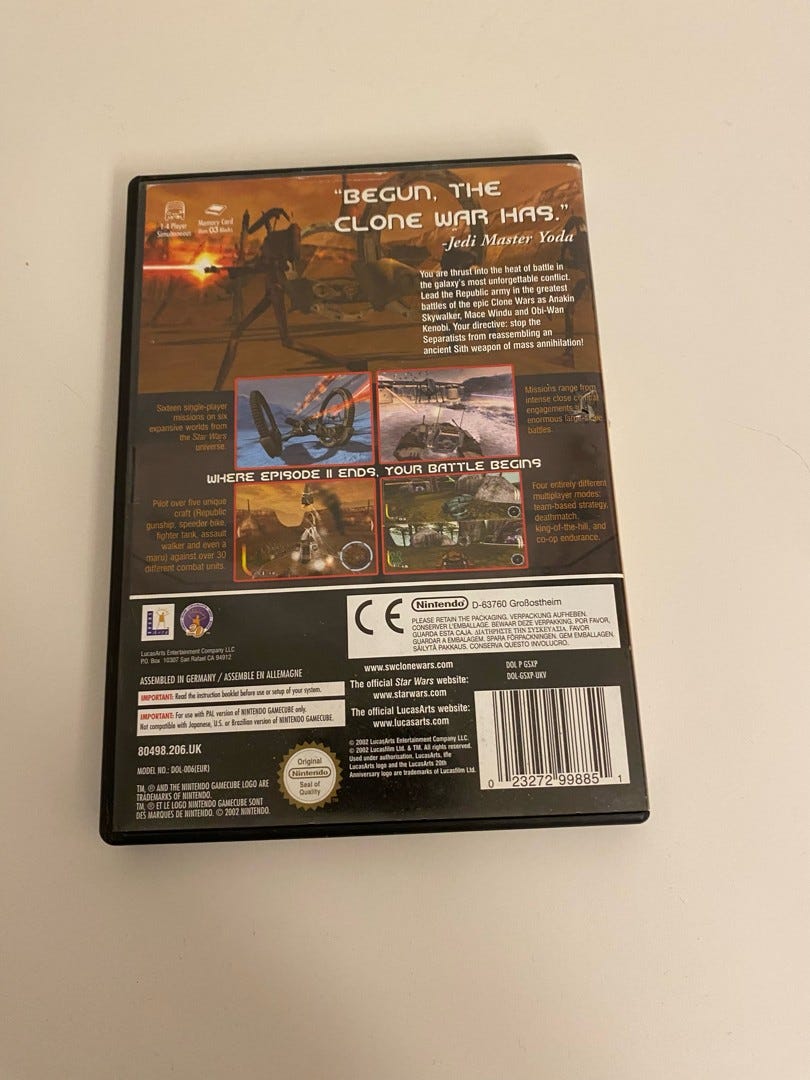 "BEGUN, THE
CLONE WAR HAS."
-Jedi Master Yoda
1-4 Player
Simultaneous
Memory Card
03 Blocks
You are thrust into the heat of battle in
the galaxy's most unforgettable conflict.
Lead the Republic army in the greatest
battles of the epic Clone Wars as Anakin
Skywalker, Mace Windu and Obi-Wan
Kenobi. Your directive: stop the
Separatists from reassembling an
ancient Sith weapon of mass annihilation!
Sixteen single-player
missions on six
expansive worlds from
the Star Wars
universe.
Missions range from
intense close combat
engagements to
enormous large-scale
battles.
WHERE EPISODE II ENDS, YOUR BATTLE BEGINS
Pilot over five unique
craft (Republic
gunship, speeder bike,
fighter tank, assault
walker and even a
maru) against over 30
different combat units.
Four entirely different
multiplayer modes:
team-based strategy,
deathmatch,
king-of-the-hill, and
co-op endurance.
LucasArts Entertainment Company LLC
P.O. Box 10307 San Rafael CA 94912
CE
Nintendo D-63760 Großostheim
PLEASE RETAIN THE PACKAGING. VERPACKUNG AUFHEBEN.
CONSERVER L'EMBALLAGE. BEWAAR DEZE VERPAKKING. POR FAVOR,
GUARDA ESTA CAJA. ΔΙΑΤΗΡΗΣΤΕ ΤΗ ΣΥΣΚΕΥΑΣΙΑ. FAVOR
GUARDAR A EMBALAGEM. SPARA FÖRPACKNINGEN. GEM EMBALLAGEN.
SÄILYTÄ PAKKAUS. CONSERVA QUESTO INVOLUCRO.
ASSEMBLED IN GERMANY / ASSEMBLE EN ALLEMAGNE
IMPORTANT: Read the instruction booklet before use or setup of your system.
IMPORTANT: For use with PAL version of NINTENDO GAMECUBE only.
Not compatible with Japanese, U.S. or Brazilian version of NINTENDO GAMECUBE.
80498.206.UK
MODEL NO.: DOL-006(EUR)
TM, ® AND THE NINTENDO GAMECUBE LOGO ARE
TRADEMARKS OF NINTENDO.
TM, ® ET LE LOGO NINTENDO GAMECUBE SONT
DES MARQUES DE NINTENDO. © 2002 NINTENDO.
Original
Nintendo
Seal of
Quality
www.swclonewars.com
The official Star Wars website:
www.starwars.com
The official LucasArts website:
www.lucasarts.com
© 2002 LucasArts Entertainment Company LLC.
© 2002 Lucasfilm Ltd. & TM. All rights reserved.
Used under authorisation. LucasArts, the
LucasArts logo and the LucasArts 20th
Anniversary logo are trademarks of Lucasfilm Ltd.
DOL P GSXP
DOL-GSXP-UKV
0 23272 99885 1